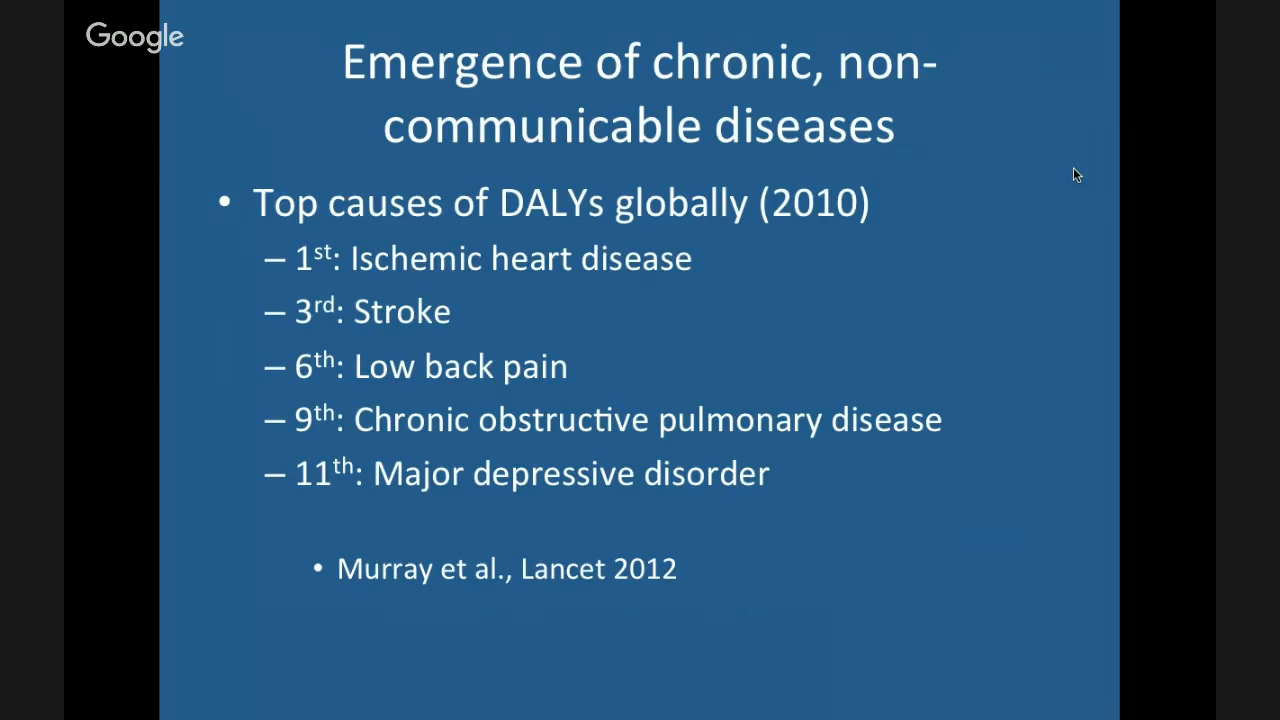 Google
Emergence of chronic, non-
communicable diseases
• Top causes of DALYs globally (2010)
– 1st: Ischemic heart disease
– 3rd: Stroke
– 6th: Low back pain
– 9th: Chronic obstructive pulmonary disease
– 11th: Major depressive disorder
• Murray et al., Lancet 2012